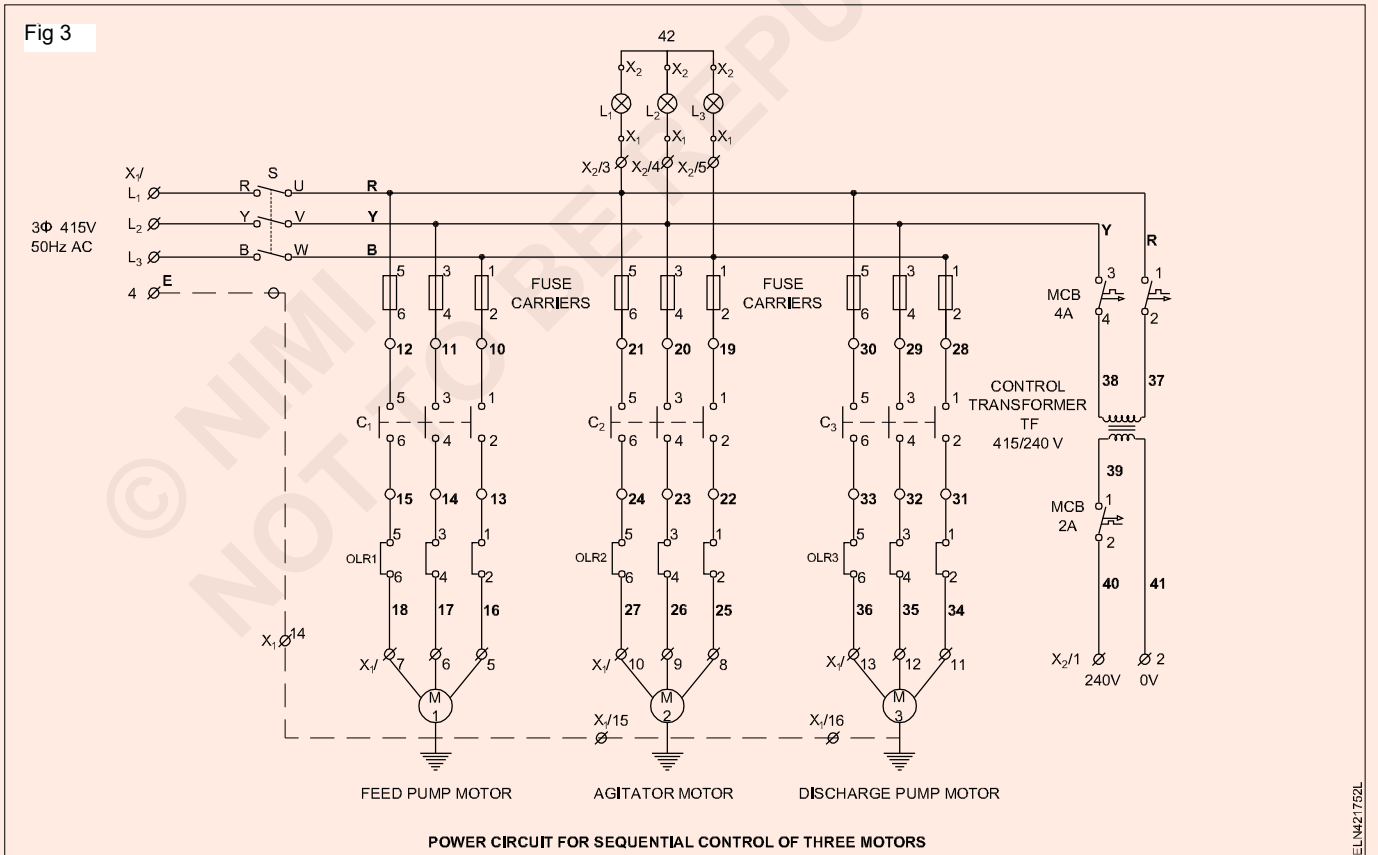 Fig 3
42
X2 X2 X2
L1 L2 L3
X1 X1 X1
X2/3 X2/4 X2/5
X1/ S
L1 R U R
L2 Y V Y Y R
3Φ 415V
50Hz AC
L3 B W B
4 E
5 3 1 FUSE CARRIERS 5 3 1 FUSE CARRIERS 5 3 1 MCB 4A 3 1
6 4 2 6 4 2 6 4 2 4 2
12 11 10 21 20 19 30 29 28
38 37
CONTROL
TRANSFORMER
TF
415/240 V
5 3 1 5 3 1 5 3 1
C1 C2 C3
6 4 2 6 4 2 6 4 2
39
15 14 13 24 23 22 33 32 31
MCB 2A 1
2
5 3 1 5 3 1 5 3 1
OLR1 OLR2 OLR3
6 4 2 6 4 2 6 4 2
18 17 16 27 26 25 36 35 34 40 41
X1 14
X1/ 7 6 5 X1/ 10 9 8 X1/ 13 12 11 X2/1 2
240V 0V
M 1 M 2 M 3
X1/15 X1/16
FEED PUMP MOTOR AGITATOR MOTOR DISCHARGE PUMP MOTOR
POWER CIRCUIT FOR SEQUENTIAL CONTROL OF THREE MOTORS
ELN421752L
© NIMI
NOT TO BE REPU